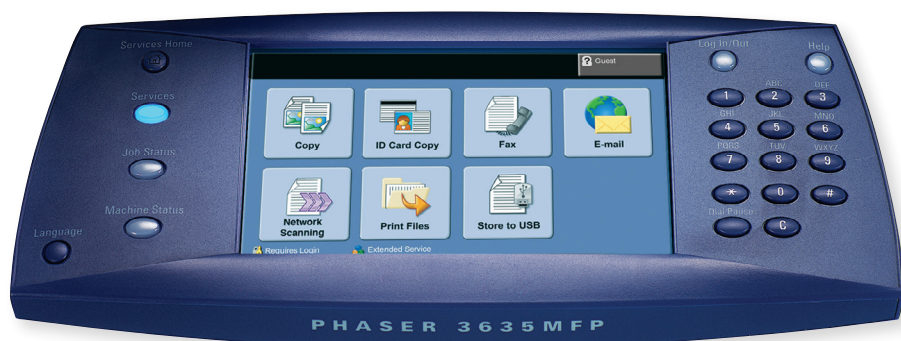 Services Home
Services
Job Status
Machine Status
Language
? Guest
Copy
ID Card Copy
Fax
E-mail
Network
Scanning
Print Files
Store to USB
Requires Login
Extended Service
Log In/Out
Help
1
ABC
2
DEF
3
GHI
4
JKL
5
MNO
6
PQRS
7
TUV
8
WXYZ
9
*
0
#
Dial Pause
C
PHASER 3635MFP